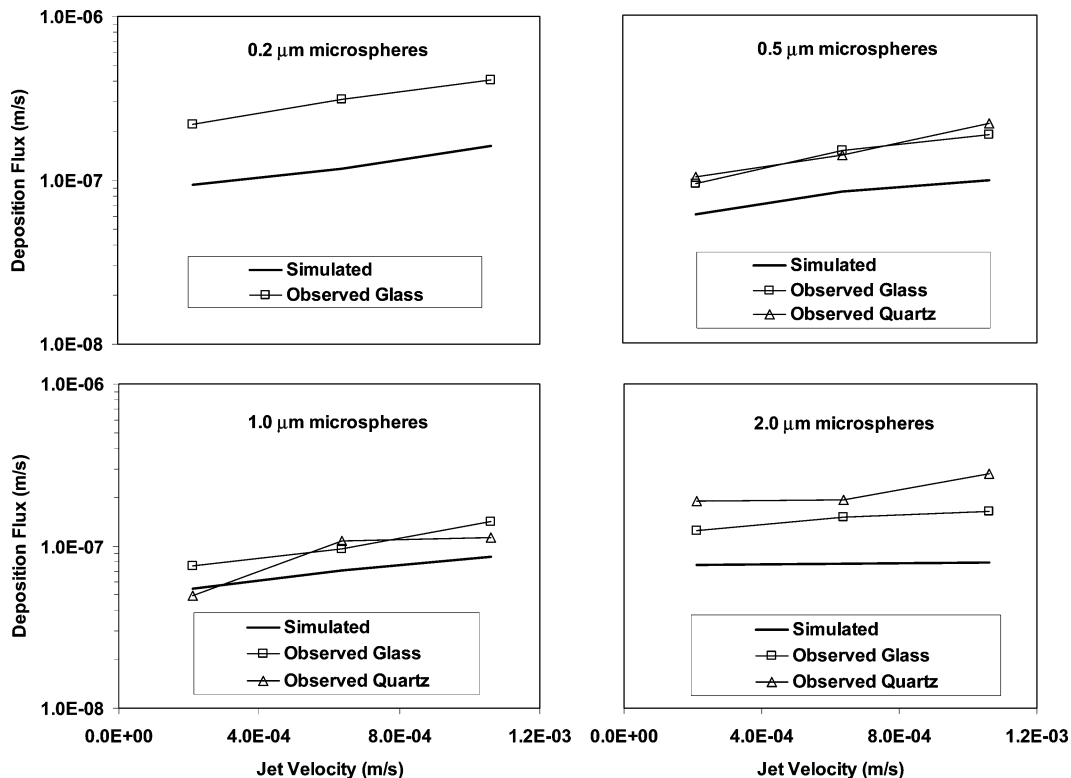 1.0E-06
0.2 μm microspheres
0.5 μm microspheres
Deposition Flux (m/s)
1.0E-07
Simulated
Observed Glass
Simulated
Observed Glass
Observed Quartz
1.0E-08
1.0E-06
1.0 μm microspheres
2.0 μm microspheres
Deposition Flux (m/s)
1.0E-07
Simulated
Observed Glass
Observed Quartz
Simulated
Observed Glass
Observed Quartz
1.0E-08
0.0E+00 4.0E-04 8.0E-04 1.2E-03
0.0E+00 4.0E-04 8.0E-04 1.2E-03
Jet Velocity (m/s)
Jet Velocity (m/s)